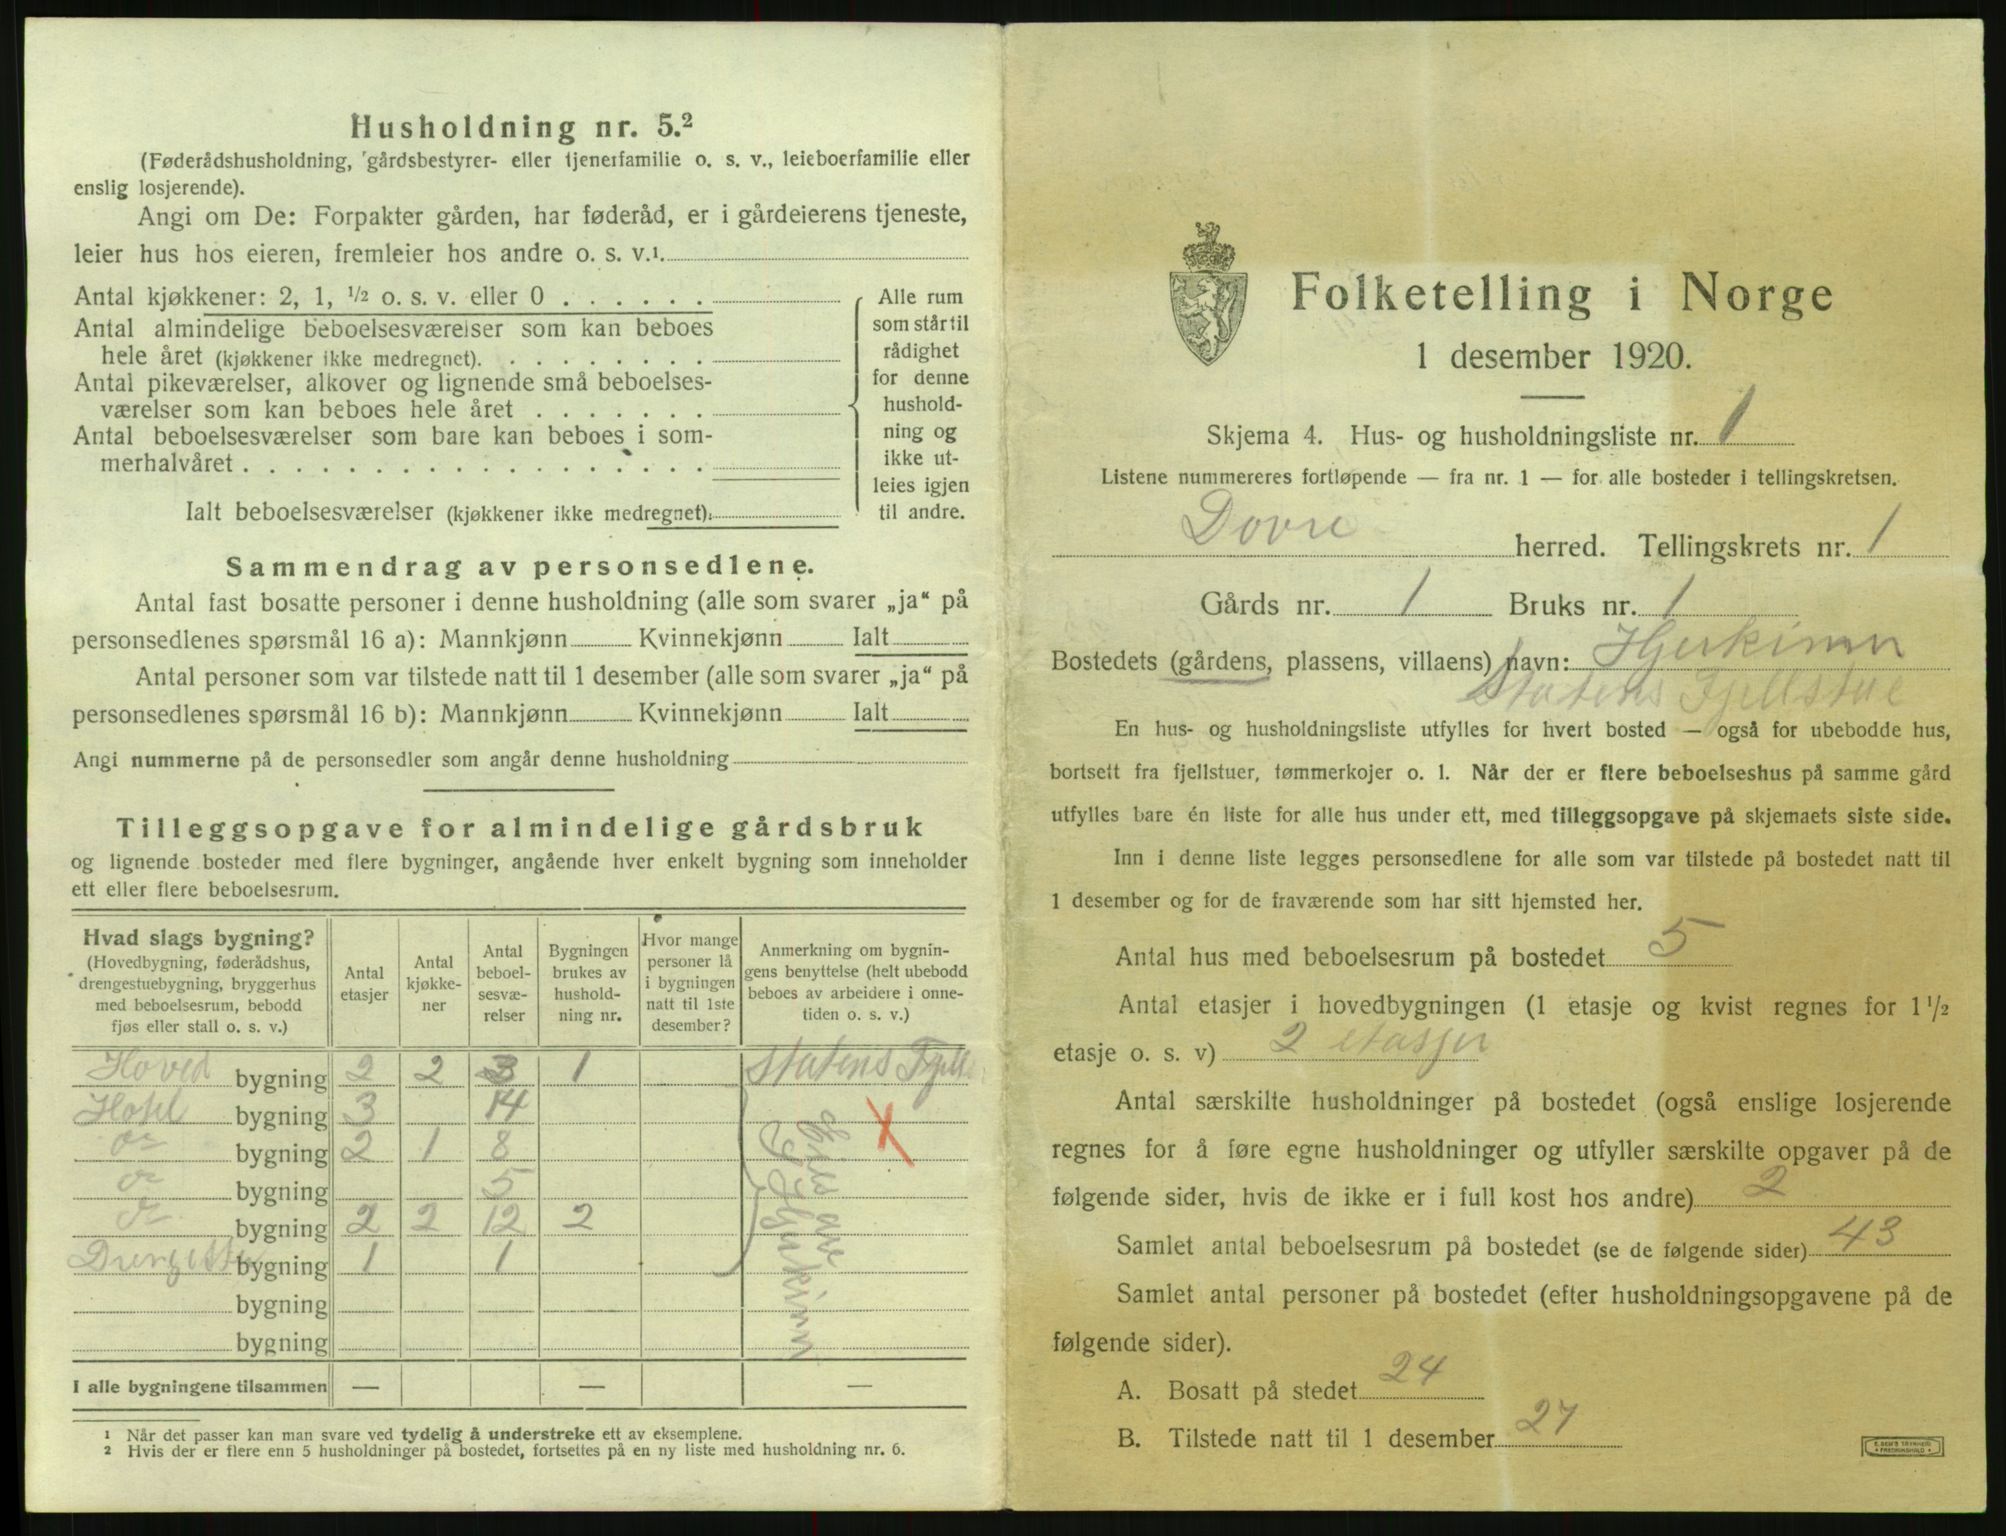 Husholdning nr. 5.²
(Føderådshusholdning, gårdsbestyrer- eller tjenerfamilie o. s. v., leieboerfamilie eller
enslig losjerende).
Angi om De: Forpakter gården, har føderåd, er i gårdeierens tjeneste,
leier hus hos eieren, fremleier hos andre o. s. v.¹
Antal kjøkkener: 2, 1, ½ o. s. v. eller 0 . . . . . .
Antal almindelige beboelsesværelser som kan beboes
hele året (kjøkkener ikke medregnet). . . . . . . . .
Antal pikeværelser, alkover og lignende små beboelses-
værelser som kan beboes hele året . . . . . . .
Antal beboelsesværelser som bare kan beboes i som-
merhalvåret . . . . . . . . . . . . . . . . .
Ialt beboelsesværelser (kjøkkener ikke medregnet):
Alle rum
som står til
rådighet
for denne
hushold-
ning og
ikke ut-
leies igjen
til andre.
Sammendrag av personsedlene.
Antal fast bosatte personer i denne husholdning (alle som svarer „ja“ på
personsedlenes spørsmål 16 a): Mannkjønn Kvinnekjønn Ialt
Antal personer som var tilstede natt til 1 desember (alle som svarer „ja“ på
personsedlenes spørsmål 16 b): Mannkjønn Kvinnekjønn Ialt
Angi nummerne på de personsedler som angår denne husholdning
Tilleggsopgave for almindelige gårdsbruk
og lignende bosteder med flere bygninger, angående hver enkelt bygning som inneholder
ett eller flere beboelsesrum.
Hvad slags bygning?
(Hovedbygning, føderådshus,
drengestuebygning, bryggerhus
med beboelsesrum, bebodd
fjøs eller stall o. s. v.)
Antal
etasjer
Antal
kjøkke-
ner
Antal
beboel-
sesvæ-
relser
Bygningen
brukes av
hushold-
ning nr.
Hvor mange
personer lå
i bygningen
natt til 1ste
desember?
Anmerkning om bygnin-
gens benyttelse (helt ubebodd
beboes av arbeidere i onne-
tiden o. s. v.)
Hoved bygning 2 2 3 1 Statens Fjells
Hotel bygning 3 14
do bygning 2 1 8
do bygning 5
do bygning 2 2 12 2
bygning 1 1
Hjerkinn
bygning
bygning
I alle bygningene tilsammen — — —
¹ Når det passer kan man svare ved tydelig å understreke ett av eksemplene.
² Hvis der er flere enn 5 husholdninger på bostedet, fortsettes på en ny liste med husholdning nr. 6.
Folketelling i Norge
1 desember 1920.
Skjema 4. Hus- og husholdningsliste nr. 1
Listene nummereres fortløpende — fra nr. 1 — for alle bosteder i tellingskretsen.
Dovre herred. Tellingskrets nr. 1
Gårds nr. 1 Bruks nr. 1
Bostedets (gårdens, plassens, villaens) navn: Hjerkinn
Statens Fjellstue
En hus- og husholdningsliste utfylles for hvert bosted — også for ubebodde hus,
bortsett fra fjellstuer, tømmerkojer o. l. Når der er flere beboelseshus på samme gård
utfylles bare én liste for alle hus under ett, med tilleggsopgave på skjemaets siste side.
Inn i denne liste legges personsedlene for alle som var tilstede på bostedet natt til
1 desember og for de fraværende som har sitt hjemsted her.
Antal hus med beboelsesrum på bostedet 5
Antal etasjer i hovedbygningen (1 etasje og kvist regnes for 1½
etasje o. s. v) 2 etasjer
Antal særskilte husholdninger på bostedet (også enslige losjerende
regnes for å føre egne husholdninger og utfyller særskilte opgaver på de
følgende sider, hvis de ikke er i full kost hos andre) 2
Samlet antal beboelsesrum på bostedet (se de følgende sider) 43
Samlet antal personer på bostedet (efter husholdningsopgavene på de
følgende sider).
A. Bosatt på stedet 24
B. Tilstede natt til 1 desember 27